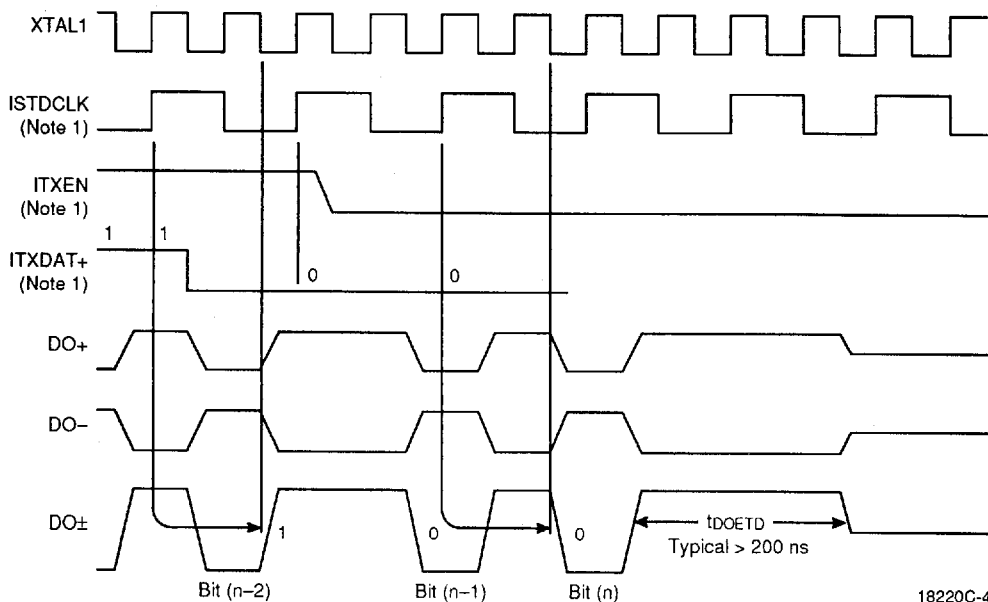 XTAL1
ISTDCLK
(Note 1)
ITXEN
(Note 1)
1 1
ITXDAT+
(Note 1)
0 0
DO+
DO−
DO±
1 0 0
tDOETD
Typical > 200 ns
Bit (n−2) Bit (n−1) Bit (n)
18220C-4